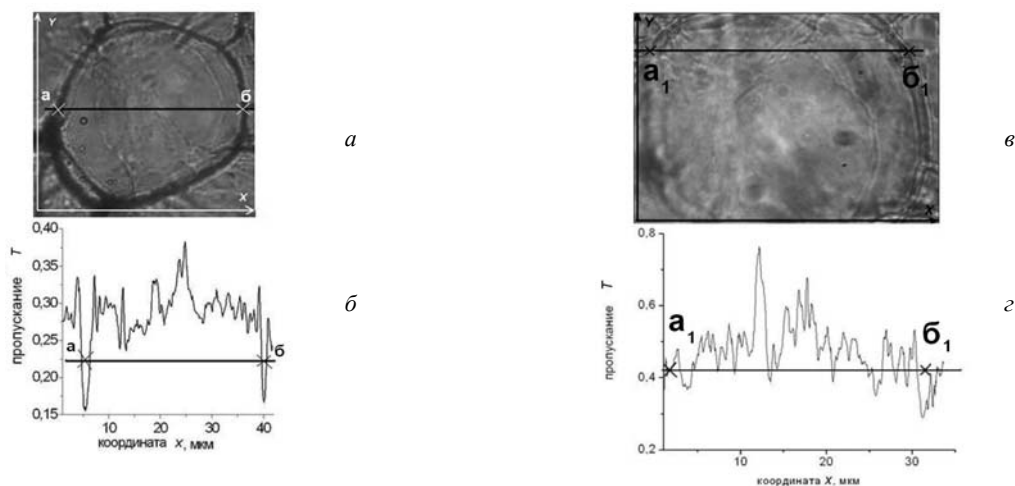 Y
а
б
X
а
0,40
0,35
0,30
0,25
0,20
0,15
пропускание T
а
б
10
20
30
40
координата x, мкм
б
Y
а1
б1
X
в
0,8
0,6
0,4
0,2
пропускание T
а1
б1
10
20
30
координата X, мкм
г